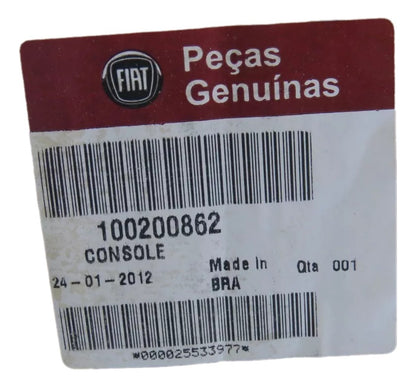 FIAT
Peças
Genuínas
100200862
CONSOLE
24-01-2012
Made in
BRA
Qta 001
*000025533977*